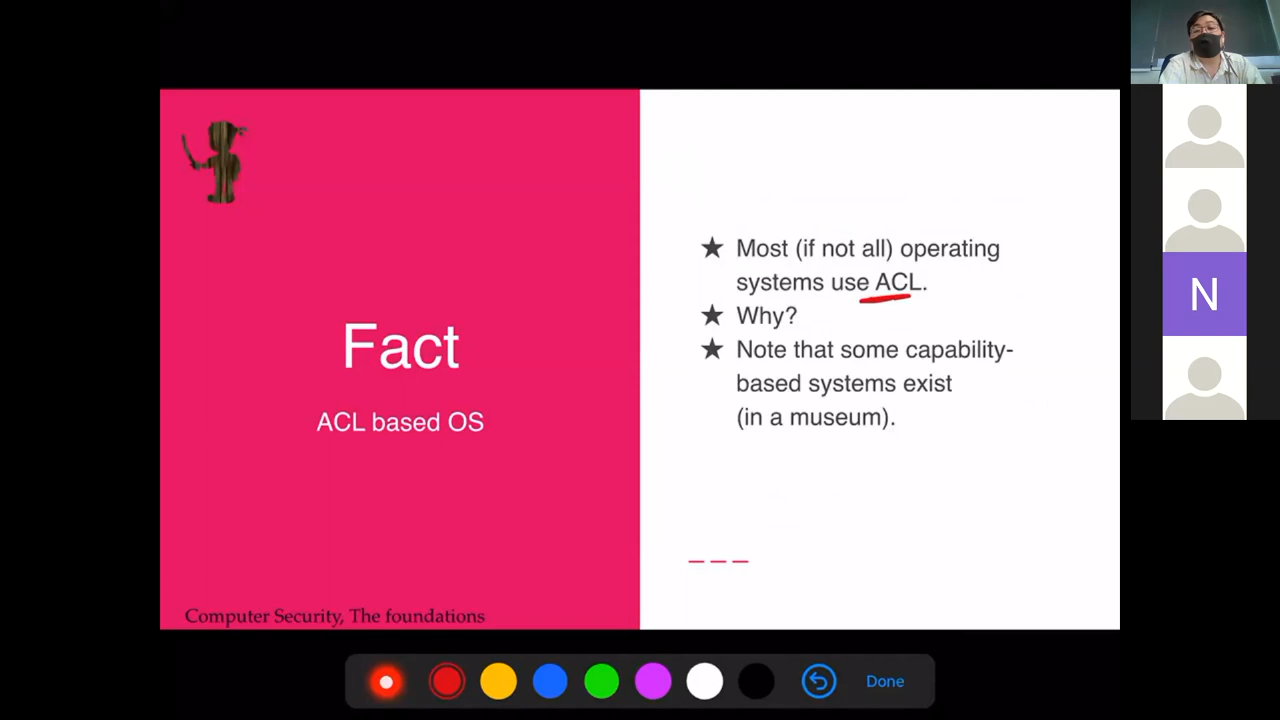 Fact
ACL based OS
Computer Security, The foundations
★ Most (if not all) operating
systems use ACL.
★ Why?
★ Note that some capability-
based systems exist
(in a museum).
N
Done